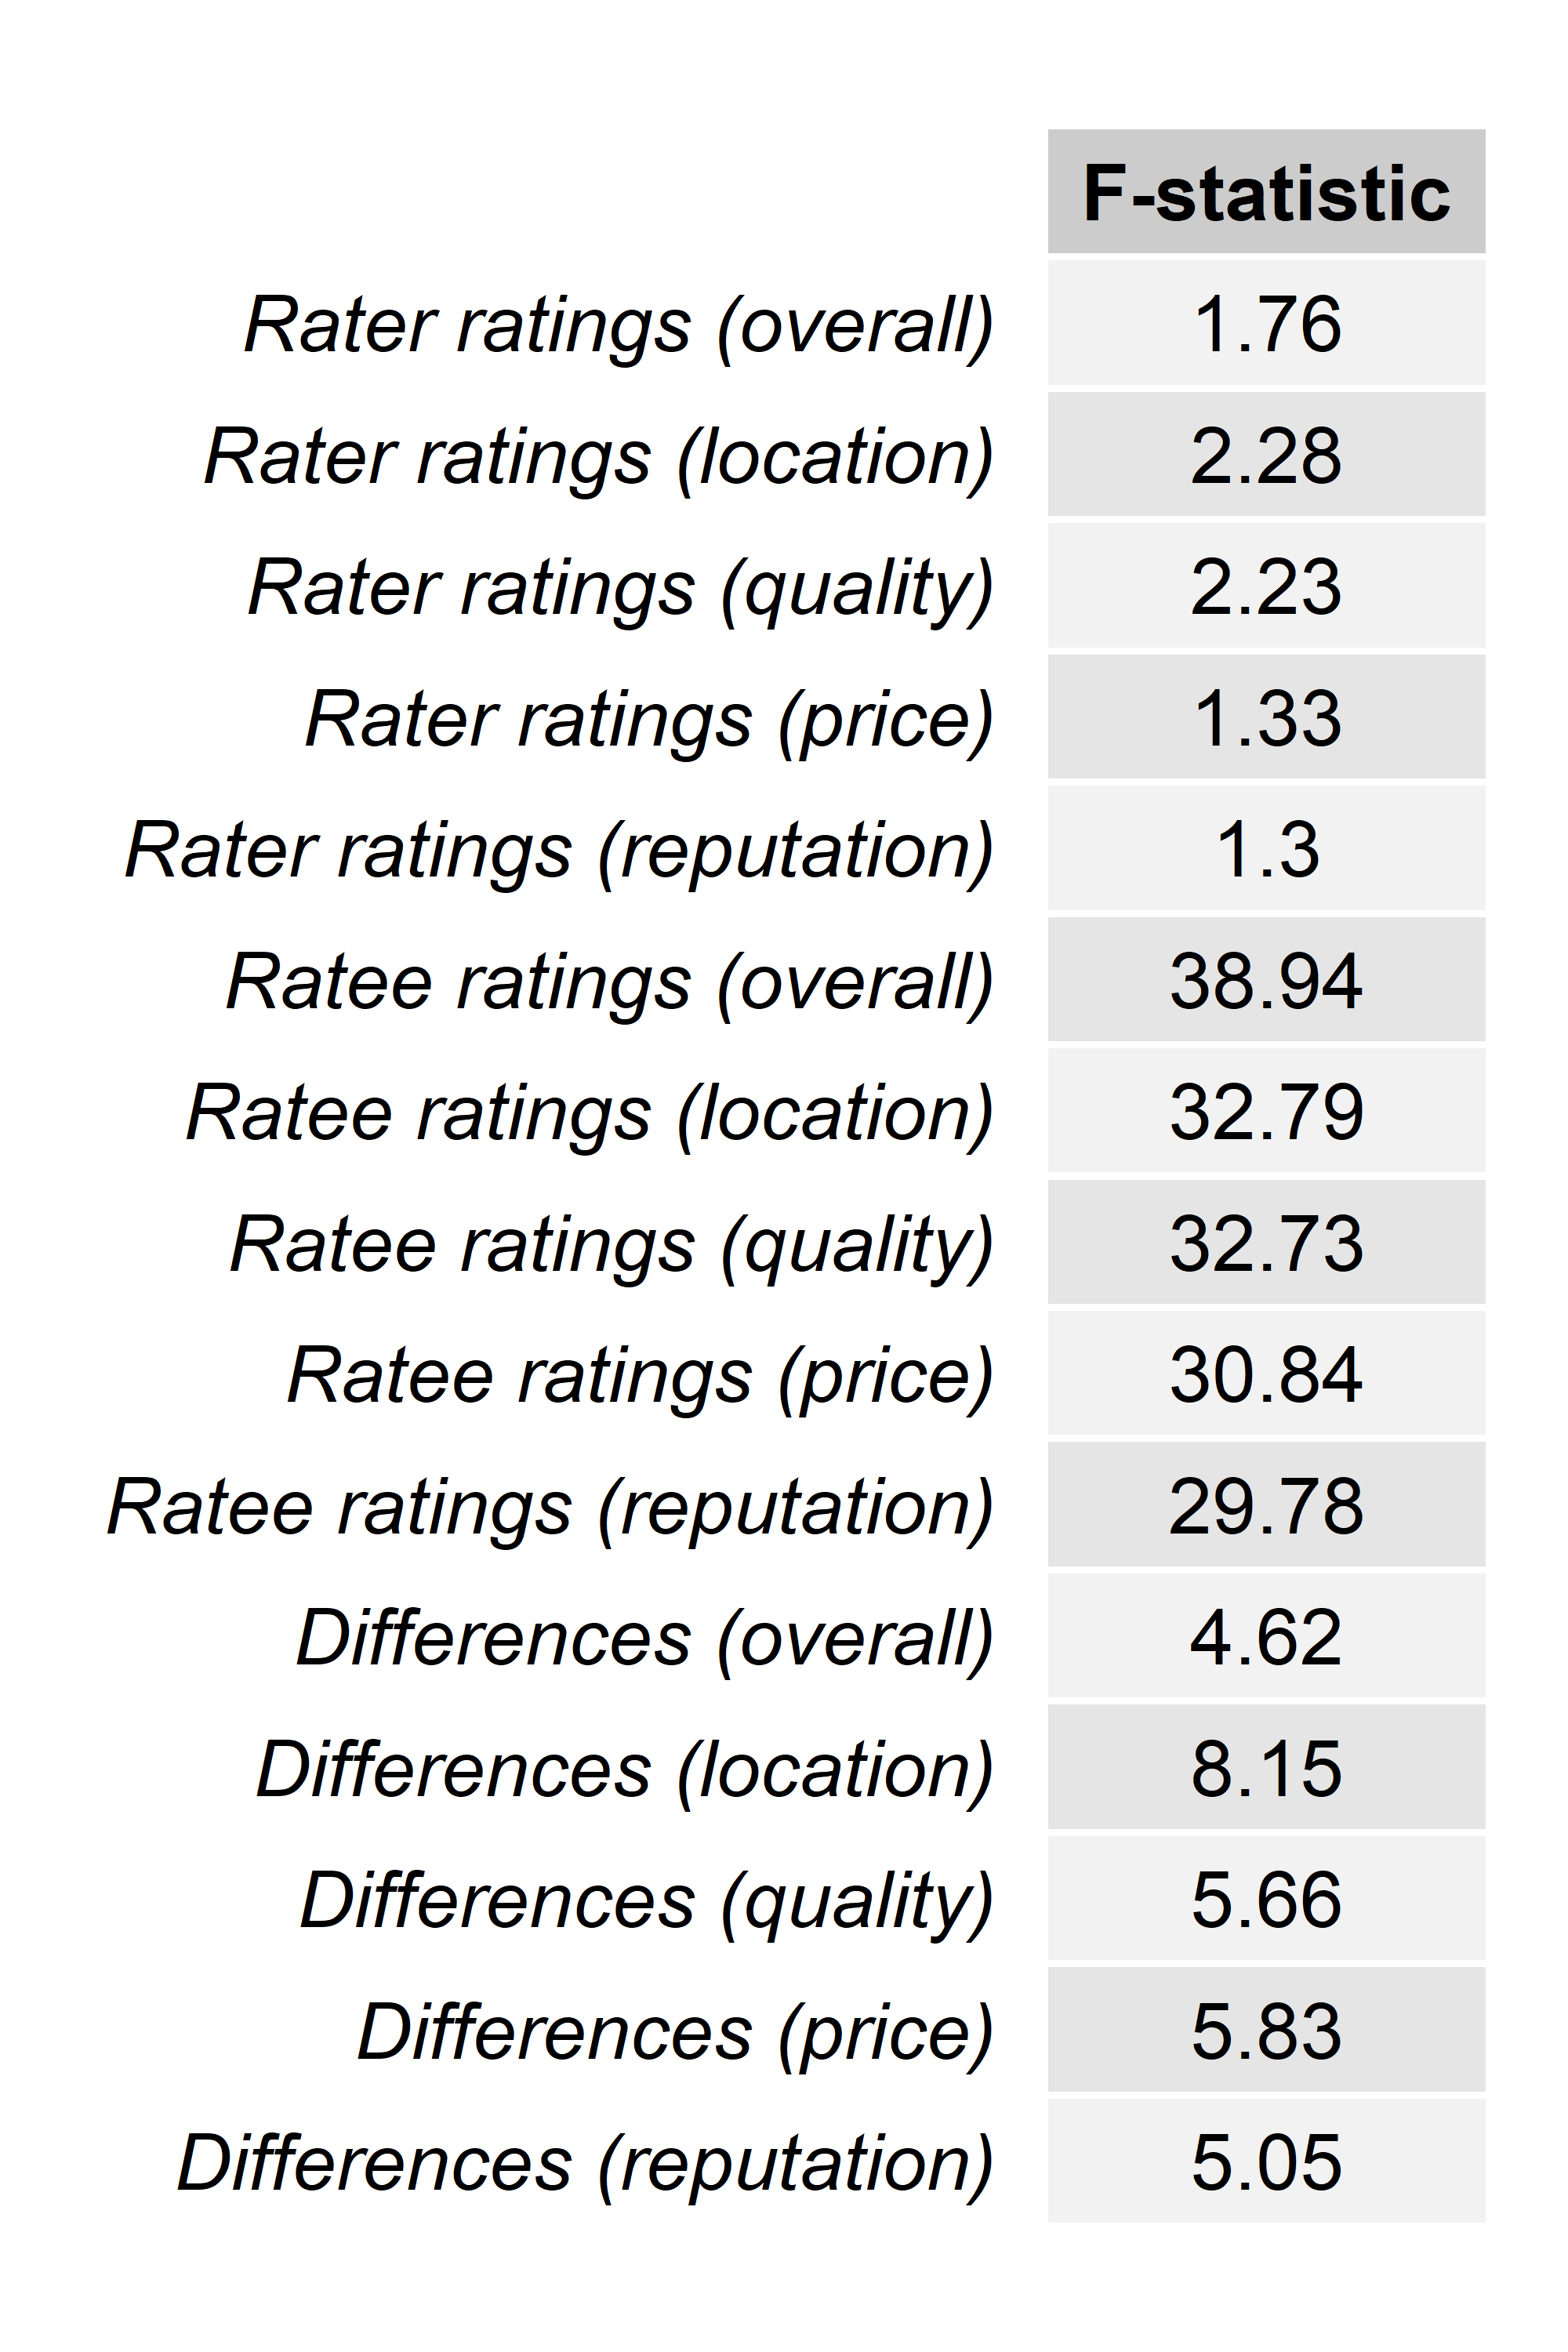 F-statistic
Rater ratings (overall) 1.76
Rater ratings (location) 2.28
Rater ratings (quality) 2.23
Rater ratings (price) 1.33
Rater ratings (reputation) 1.3
Ratee ratings (overall) 38.94
Ratee ratings (location) 32.79
Ratee ratings (quality) 32.73
Ratee ratings (price) 30.84
Ratee ratings (reputation) 29.78
Differences (overall) 4.62
Differences (location) 8.15
Differences (quality) 5.66
Differences (price) 5.83
Differences (reputation) 5.05